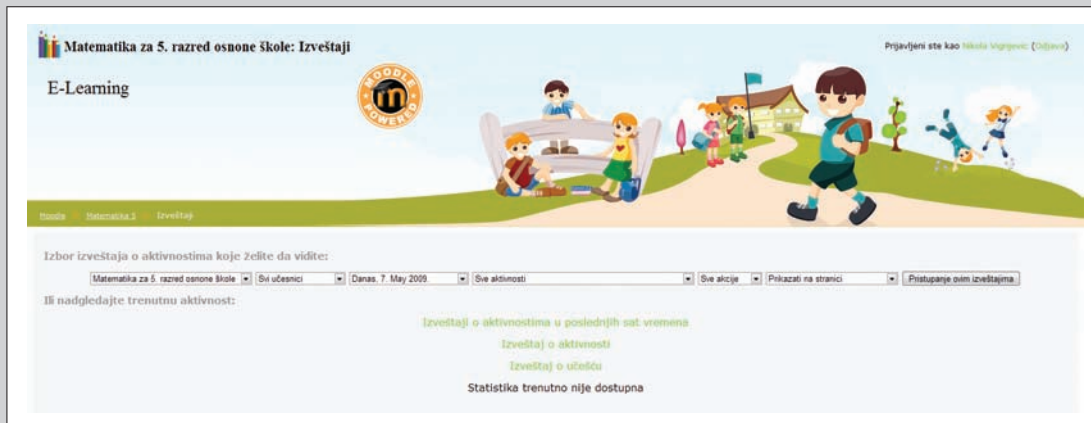 Matematika za 5. razred osnone škole: Izveštaji
Prijavljeni ste kao Nikola Vignjevic (Odjava)
E-Learning
MOODLE
m
POWERED
Moodle Matematika 5 Izveštaji
Izbor izveštaja o aktivnostima koje želite da vidite:
Matematika za 5. razred osnone škole Svi učesnici Danas, 7. May 2009. Sve aktivnosti Sve akcije Prikazati na stranici Pristupanje ovim izveštajima
Ili nadgledajte trenutnu aktivnost:
Izveštaji o aktivnostima u poslednjih sat vremena
Izveštaj o aktivnosti
Izveštaj o učešću
Statistika trenutno nije dostupna